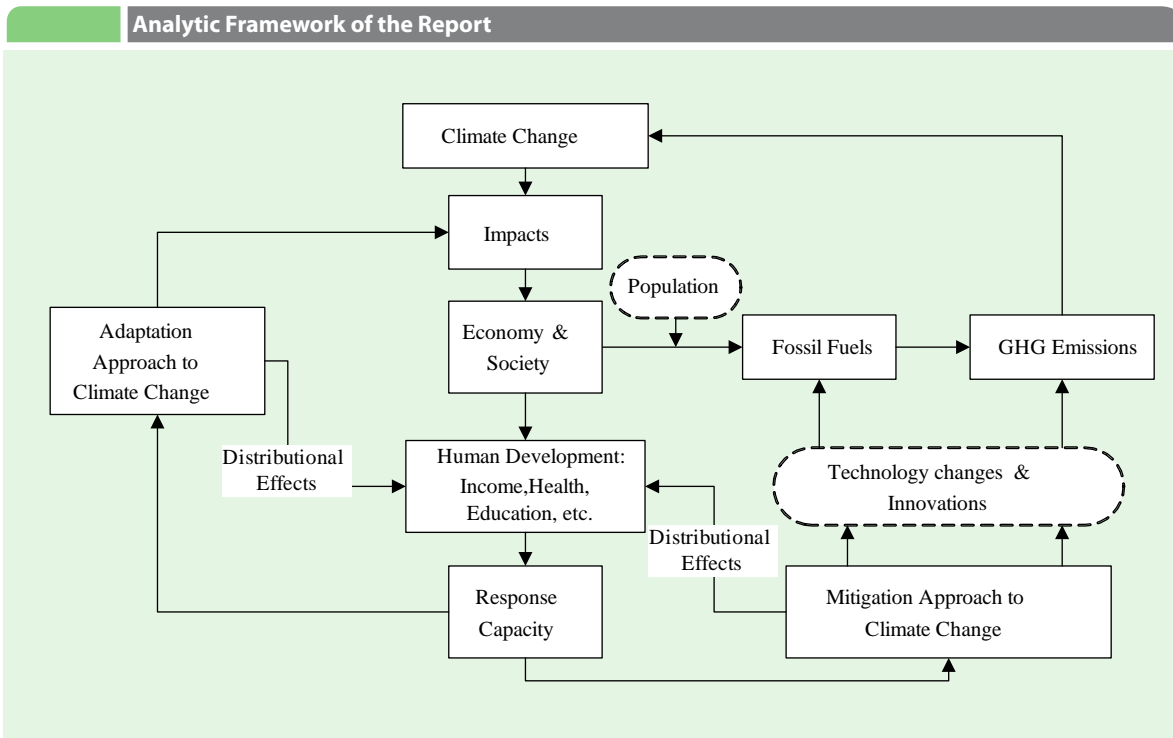 Analytic Framework of the Report
Climate Change
Impacts
Population
Economy &
Society
Fossil Fuels
GHG Emissions
Adaptation
Approach to
Climate Change
Distributional
Effects
Human Development:
Income,Health,
Education, etc.
Technology changes &
Innovations
Distributional
Effects
Response
Capacity
Mitigation Approach to
Climate Change